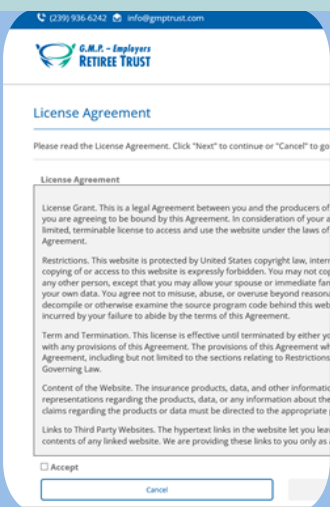 (239) 936-6242 info@gmptrust.com
G.M.P. – Employers
RETIREE TRUST
License Agreement
Please read the License Agreement. Click "Next" to continue or "Cancel" to go
License Agreement
License Grant. This is a legal Agreement between you and the producers of
you are agreeing to be bound by this Agreement. In consideration of your a
limited, terminable license to access and use the website under the laws of
Agreement.
Restrictions. This website is protected by United States copyright law, intern
copying of or access to this website is expressly forbidden. You may not cop
any other person, except that you may allow your spouse or immediate fan
your own data. You agree not to misuse, abuse, or overuse beyond reason
decompile or otherwise examine the source program code behind this web
incurred by your failure to abide by the terms of this Agreement.
Term and Termination. This license is effective until terminated by either yo
with any provisions of this Agreement. The provisions of this Agreement wh
Agreement, including but not limited to the sections relating to Restrictions
Governing Law.
Content of the Website. The insurance products, data, and other informatio
representations regarding the products, data, or any information about the
claims regarding the products or data must be directed to the appropriate
Links to Third Party Websites. The hypertext links in the website let you lea
contents of any linked website. We are providing these links to you only as
Accept
Cancel